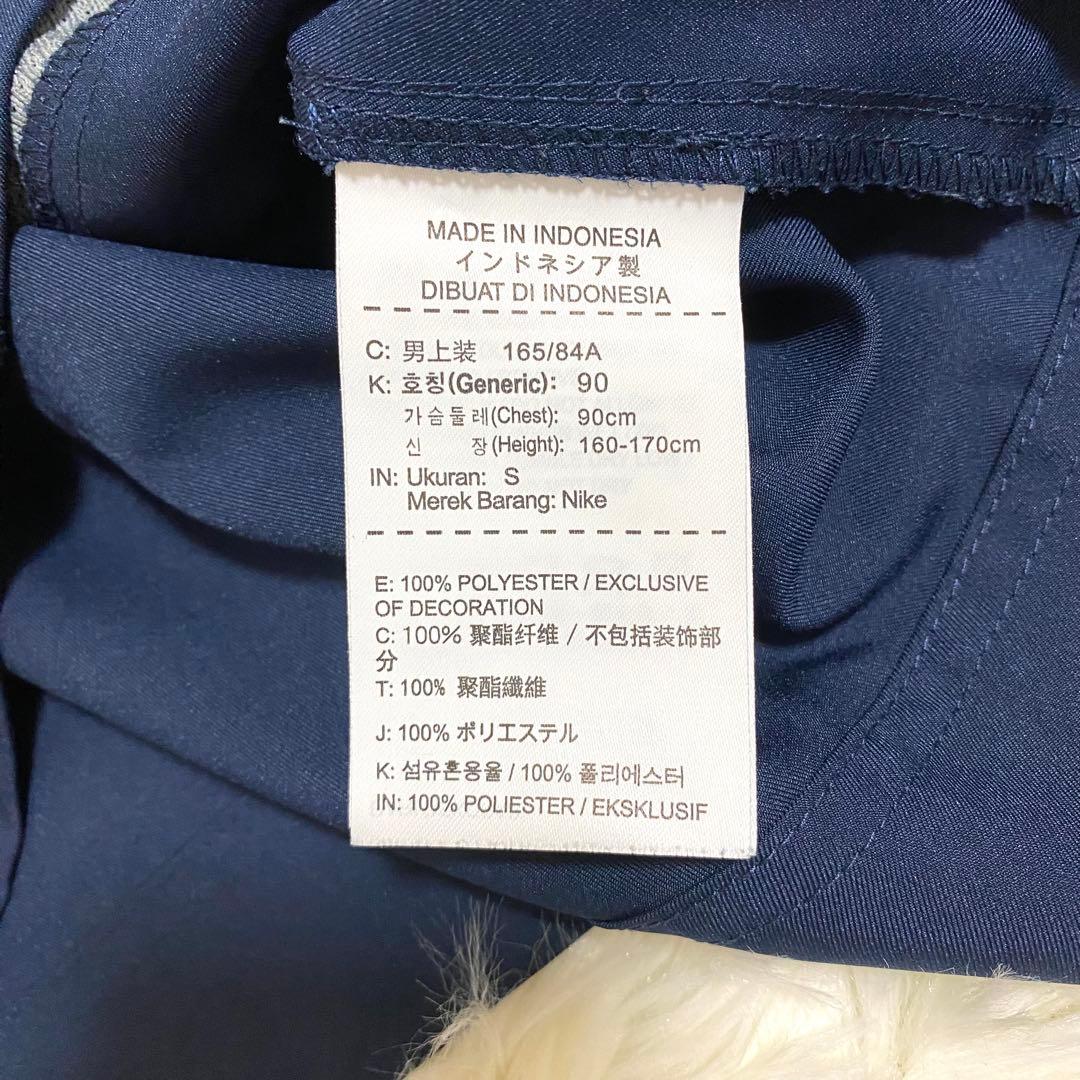 MADE IN INDONESIA
インドネシア製
DIBUAT DI INDONESIA
C: 男上装 165/84A
K: 호칭(Generic): 90
가슴둘레(Chest): 90cm
신 장(Height): 160-170cm
IN: Ukuran: S
Merek Barang: Nike
E: 100% POLYESTER / EXCLUSIVE
OF DECORATION
C: 100% 聚酯纤维 / 不包括装饰部
分
T: 100% 聚酯纖維
J: 100% ポリエステル
K: 섬유혼용율 / 100% 폴리에스터
IN: 100% POLIESTER / EKSKLUSIF